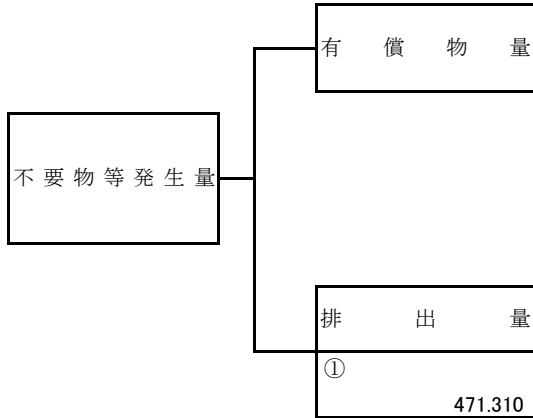 有償物量
不要物等発生量
排出量
①
471.310